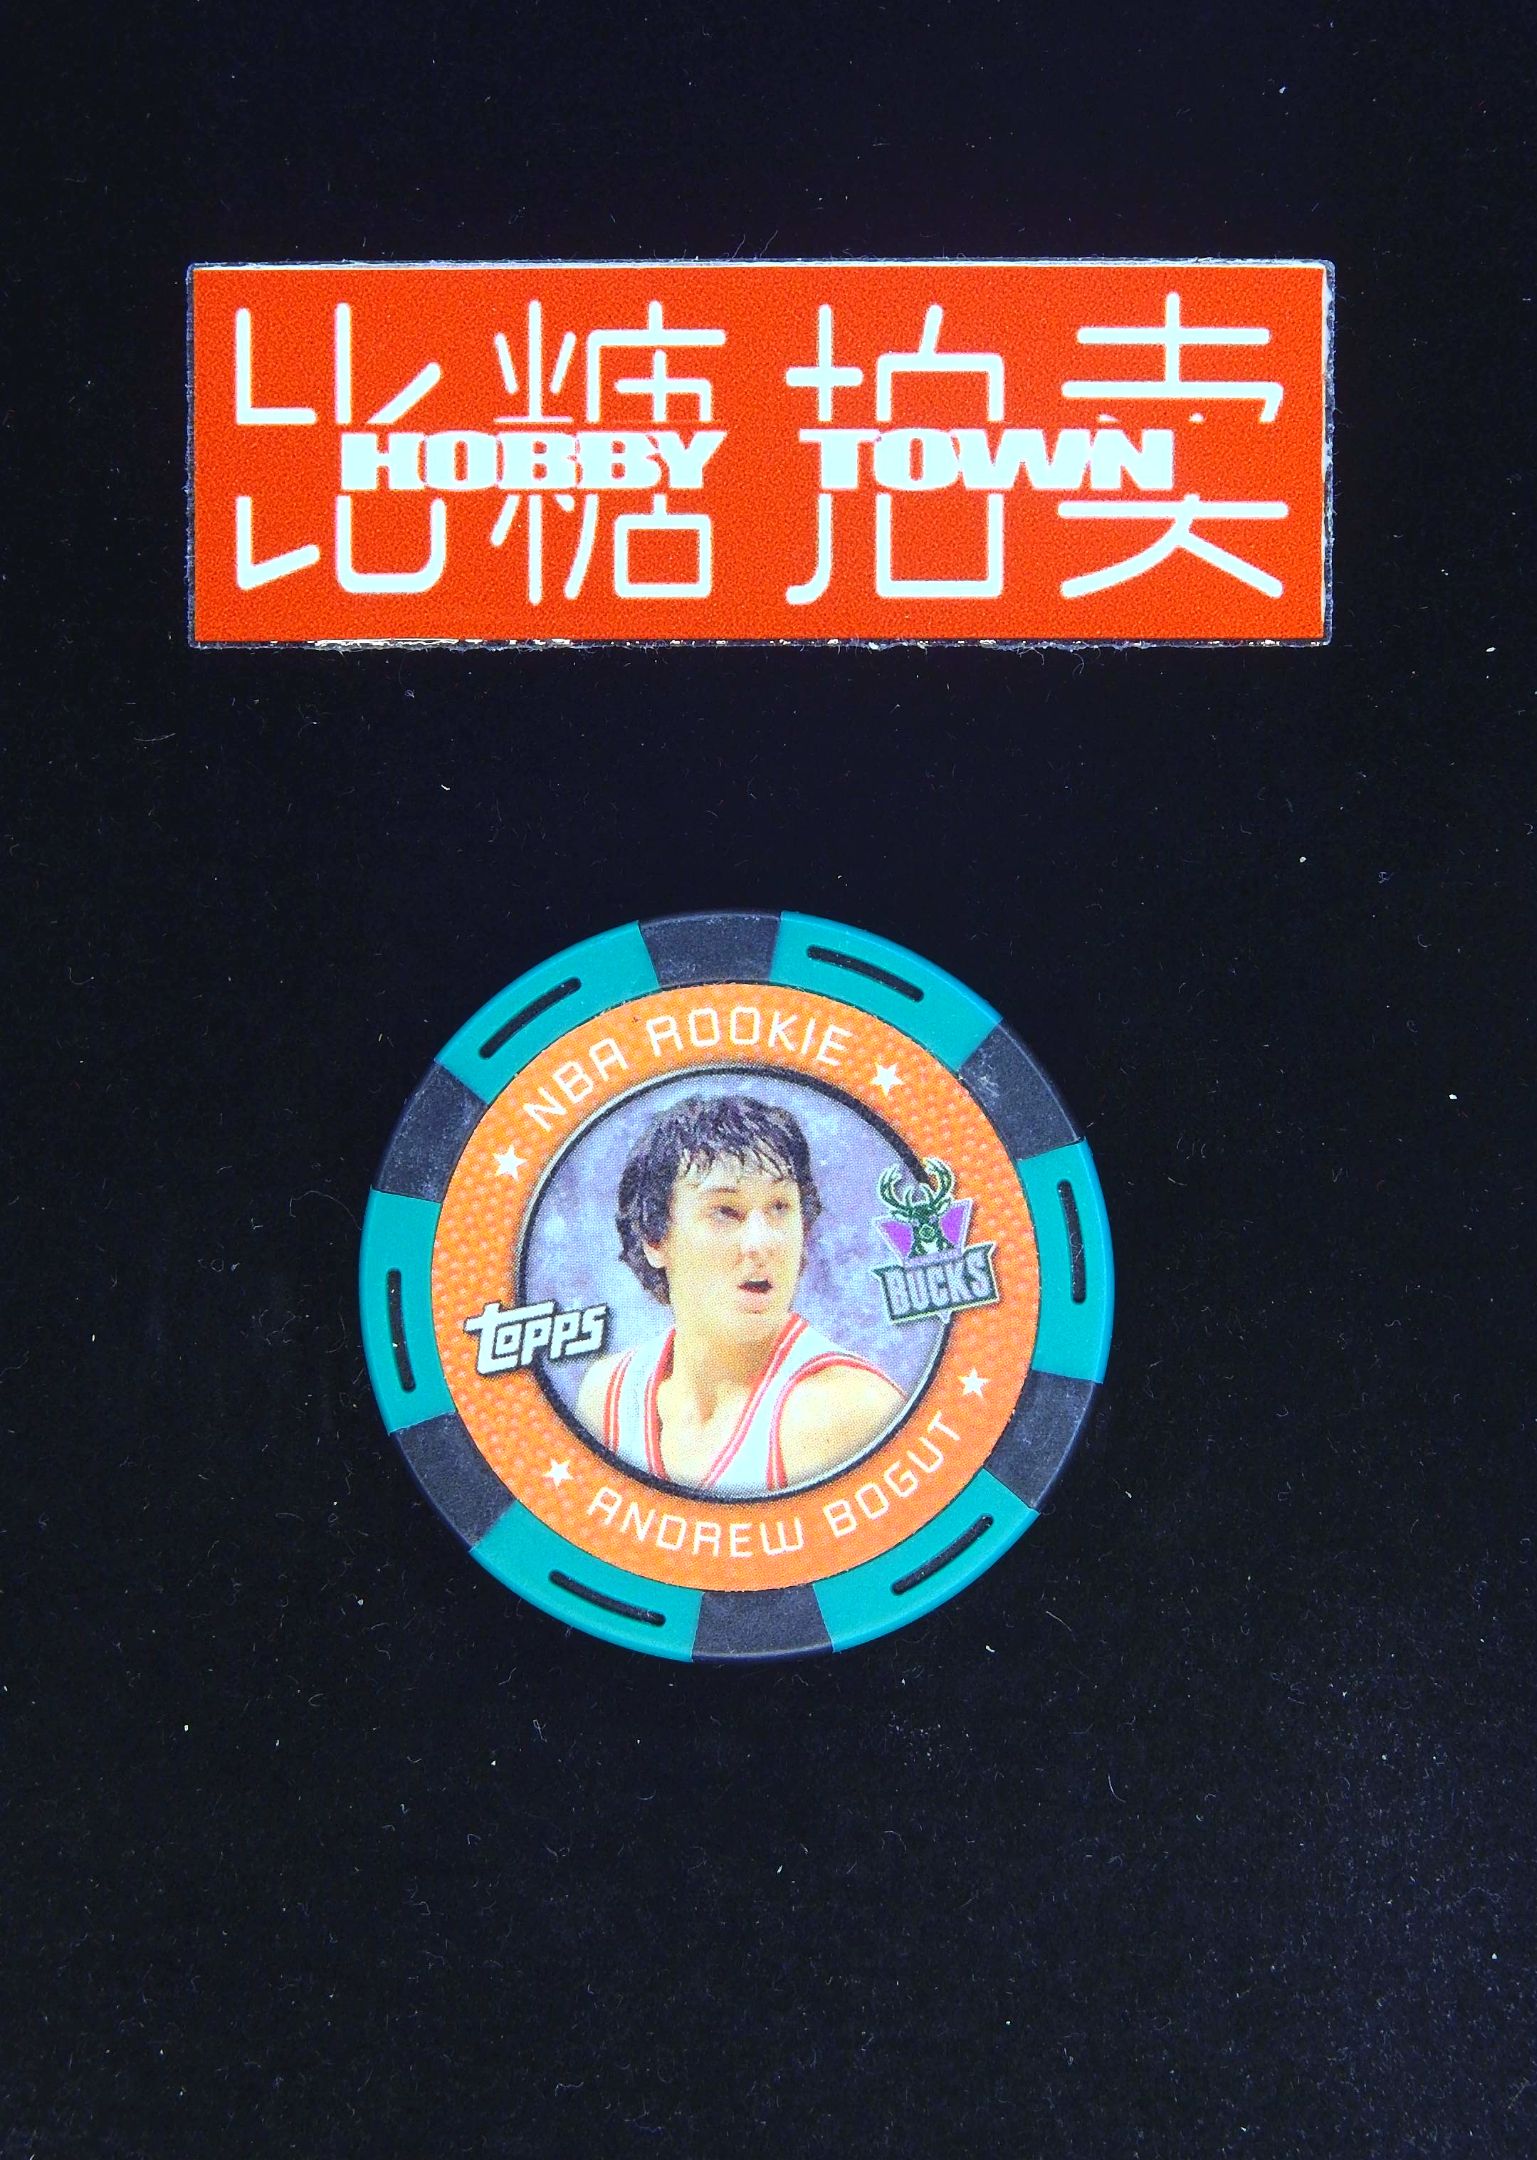 比糖拍卖
HOBBY TOWN
NBA ROOKIE
BUCKS
topps
ANDREW BOGUT